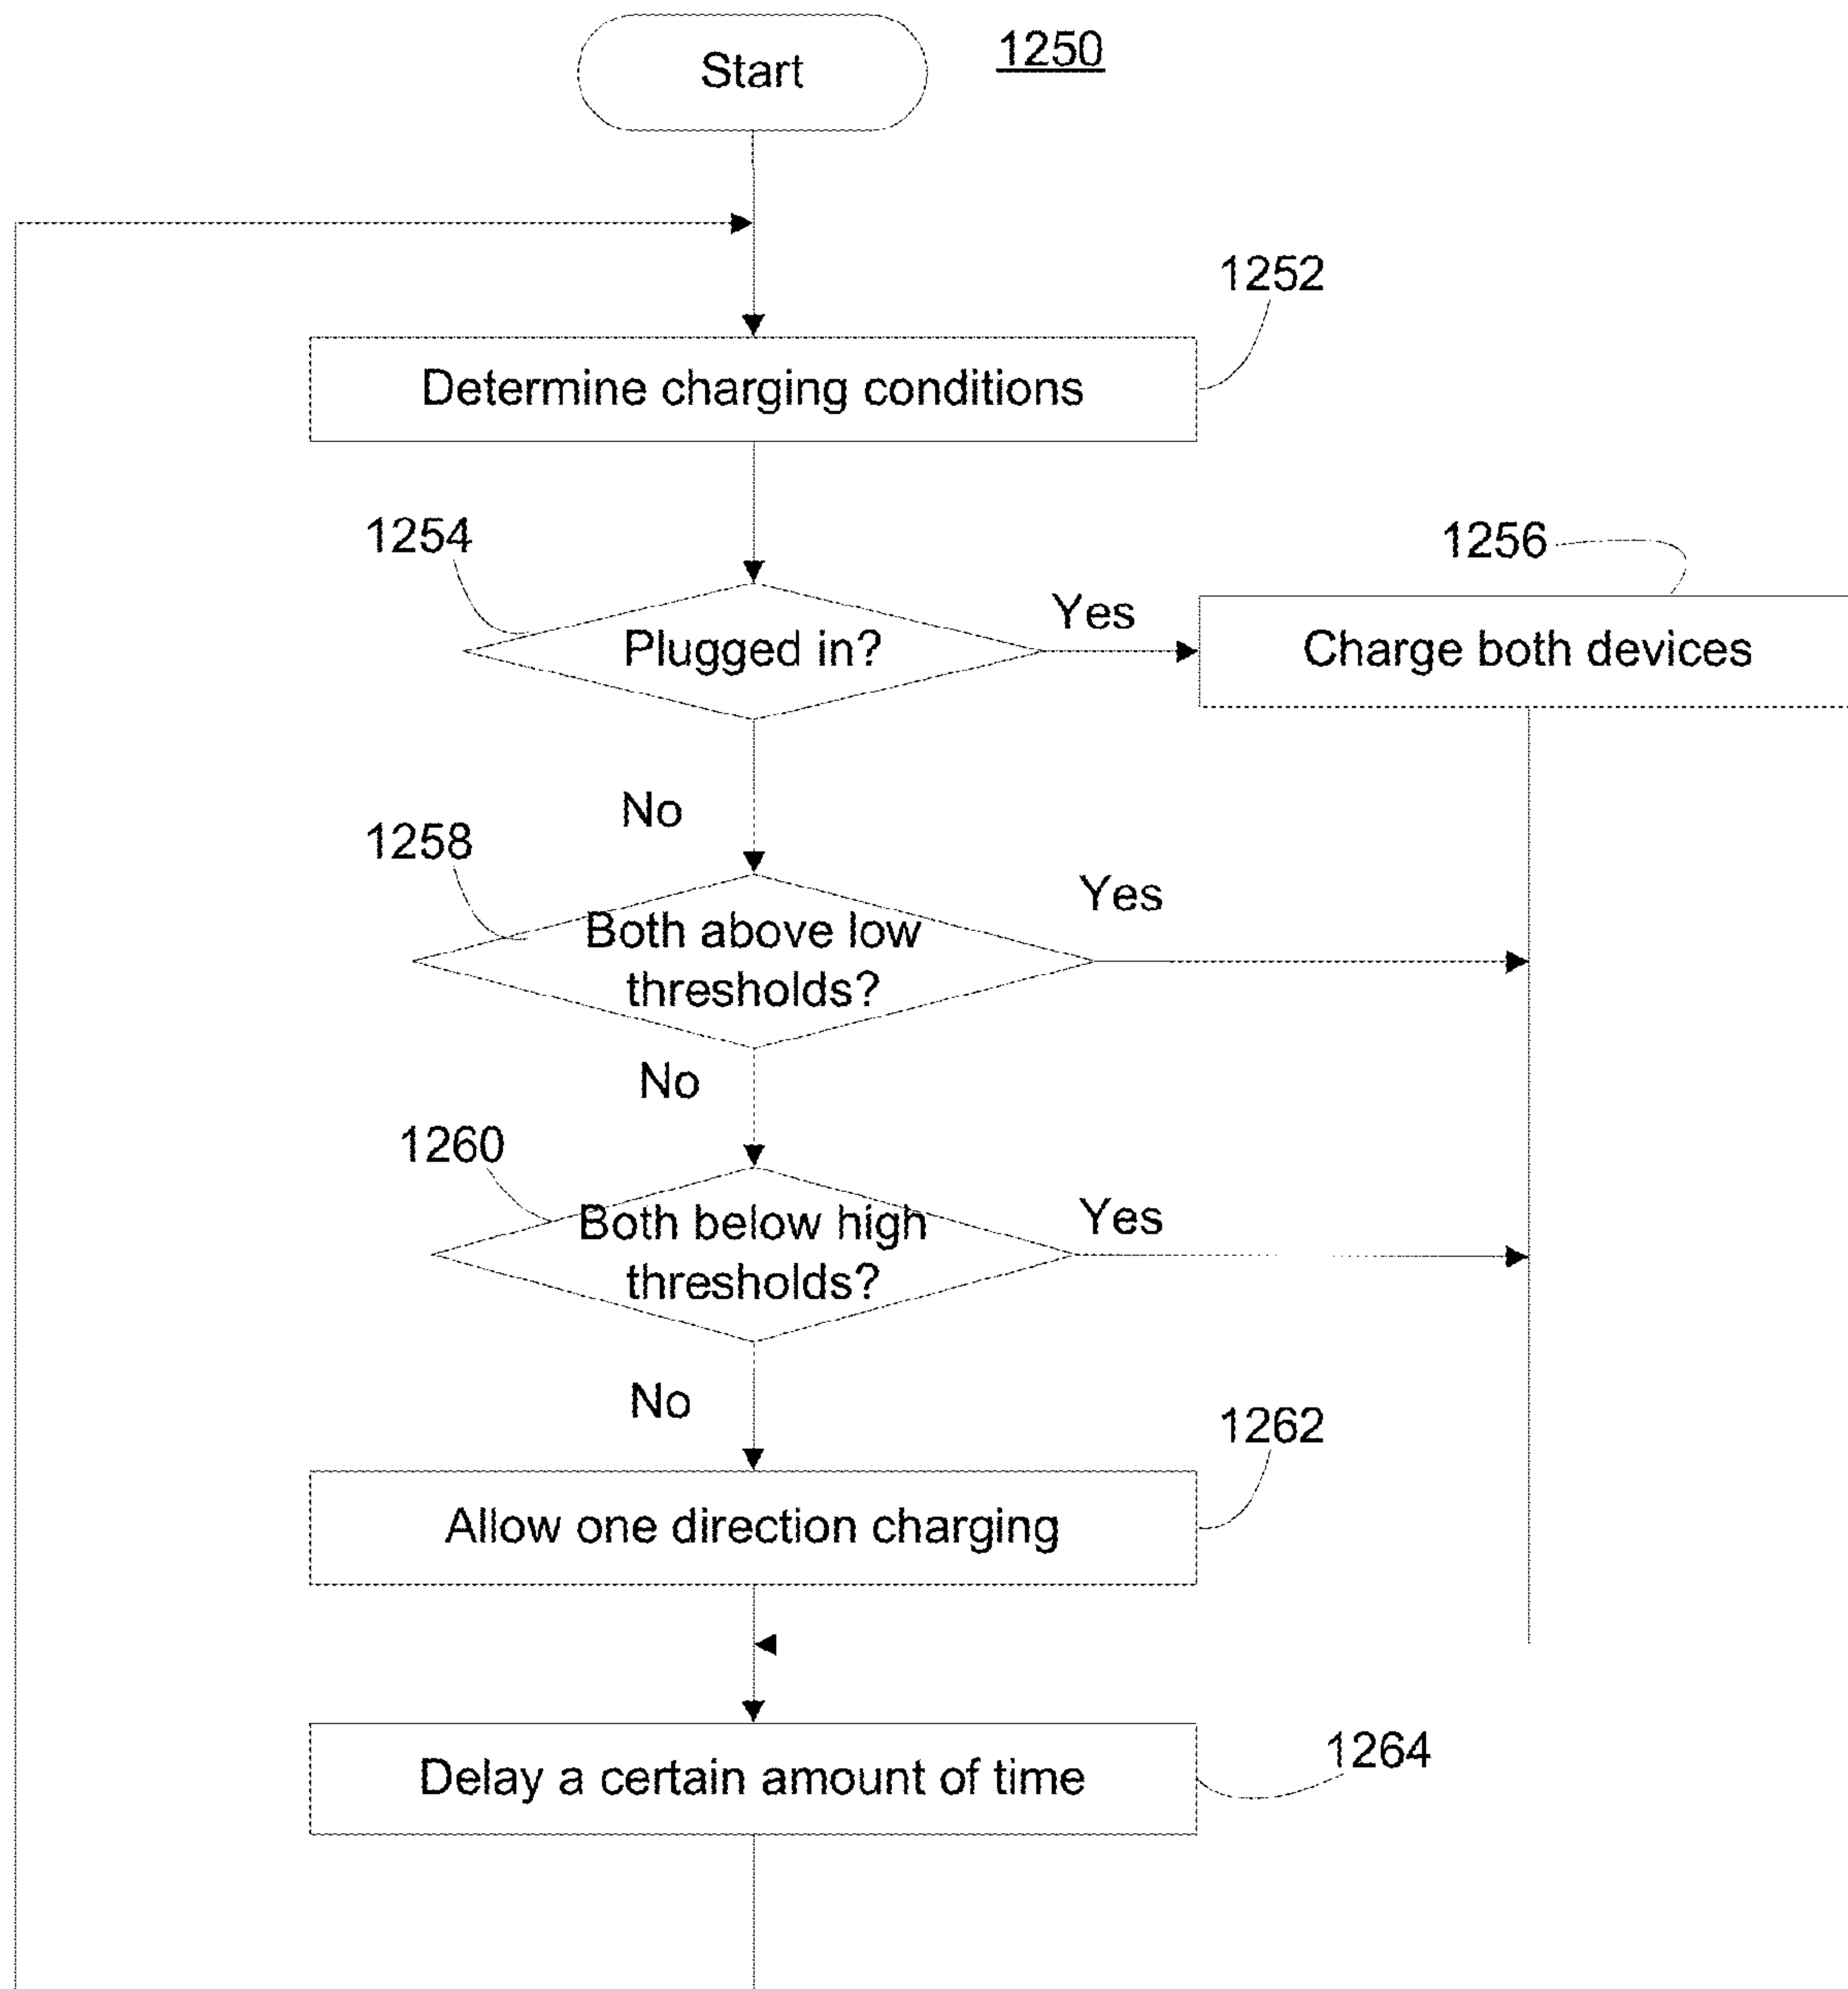 Start
1250
1252
Determine charging conditions
1254
Plugged in?
Yes
1256
Charge both devices
No
1258
Both above low
thresholds?
Yes
No
1260
Both below high
thresholds?
Yes
No
1262
Allow one direction charging
Delay a certain amount of time
1264